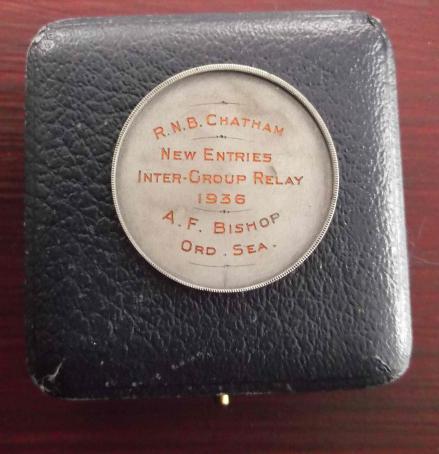 R.N.B. CHATHAM
NEW ENTRIES
INTER-GROUP RELAY
1936
A. F. BISHOP
ORD. SEA.